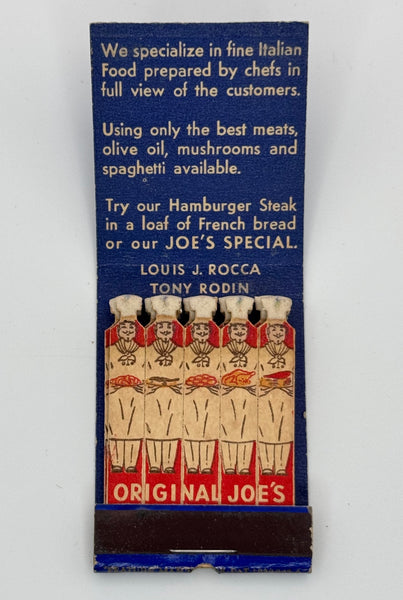 We specialize in fine Italian
Food prepared by chefs in
full view of the customers.
Using only the best meats,
olive oil, mushrooms and
spaghetti available.
Try our Hamburger Steak
in a loaf of French bread
or our JOE'S SPECIAL.
LOUIS J. ROCCA
TONY RODIN
ORIGINAL JOE'S